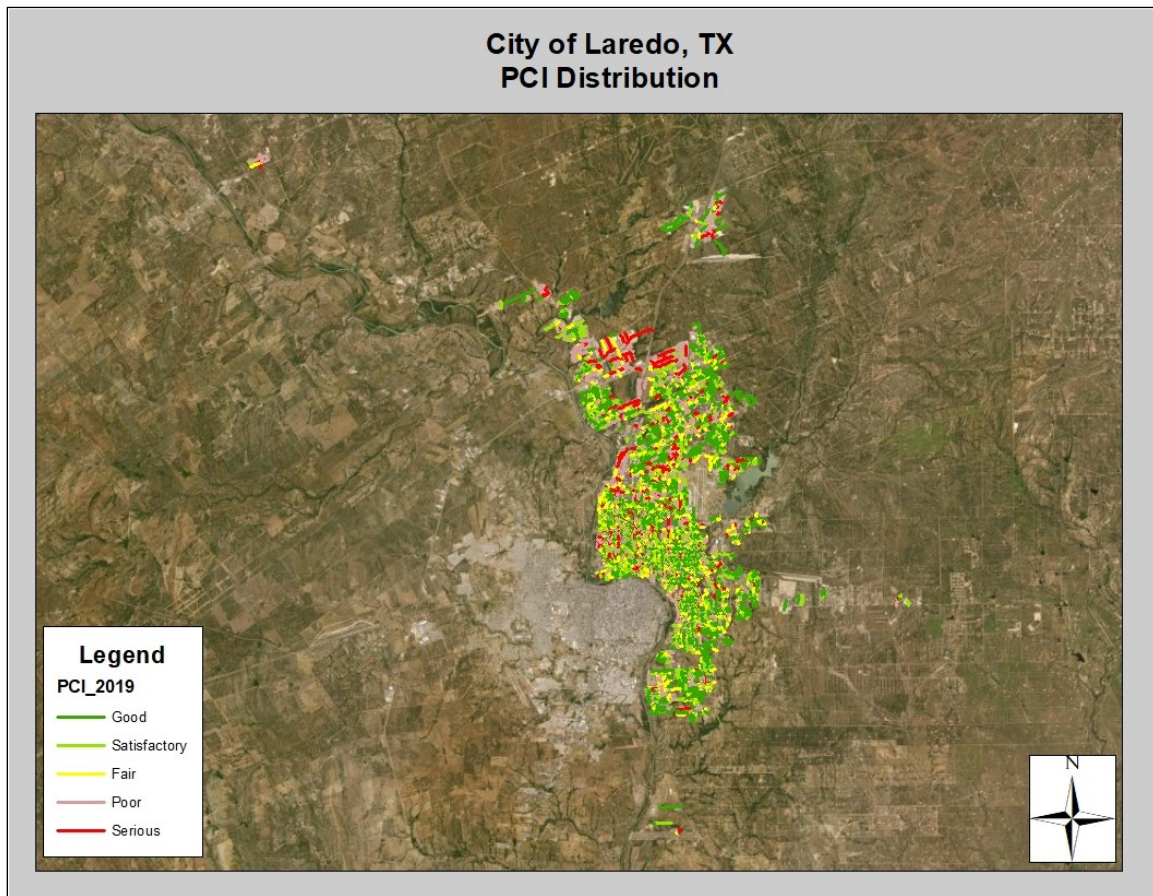 City of Laredo, TX
PCI Distribution
Legend
PCI_2019
Good
Satisfactory
Fair
Poor
Serious
N